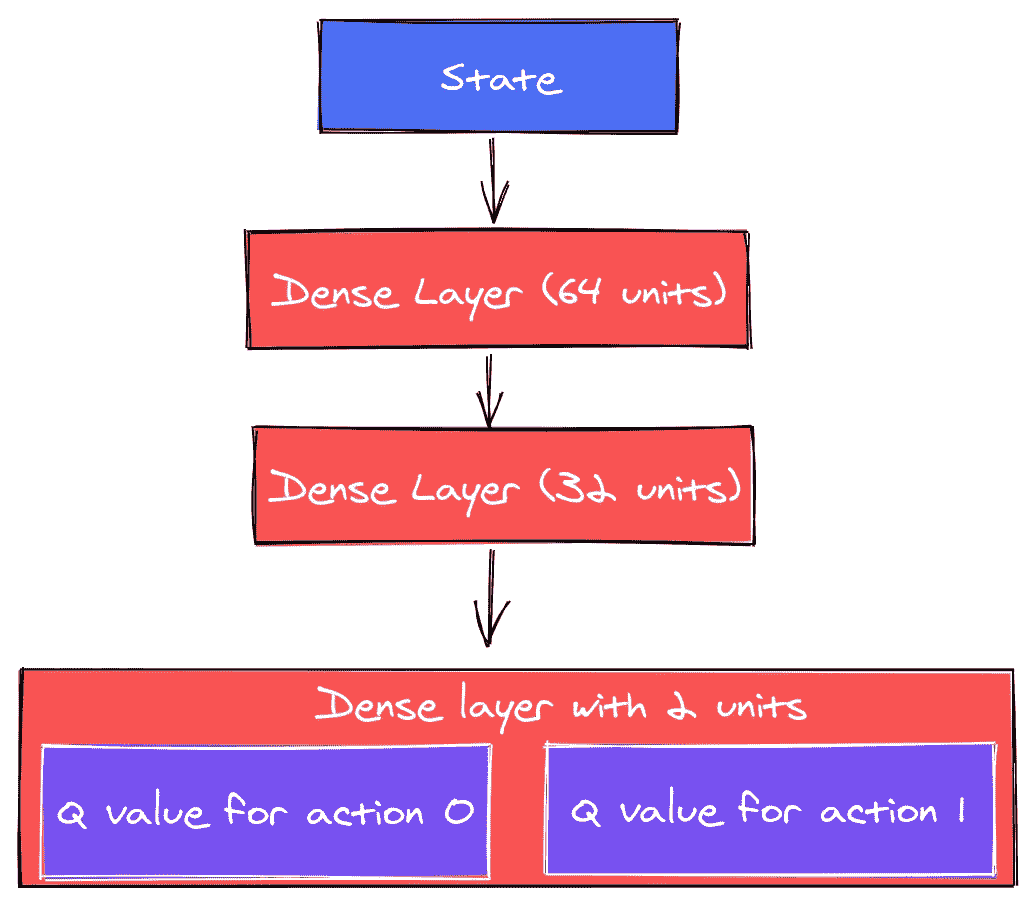 State
Dense Layer (64 units)
Dense Layer (32 units)
Dense layer with 2 units
Q value for action 0
Q value for action 1